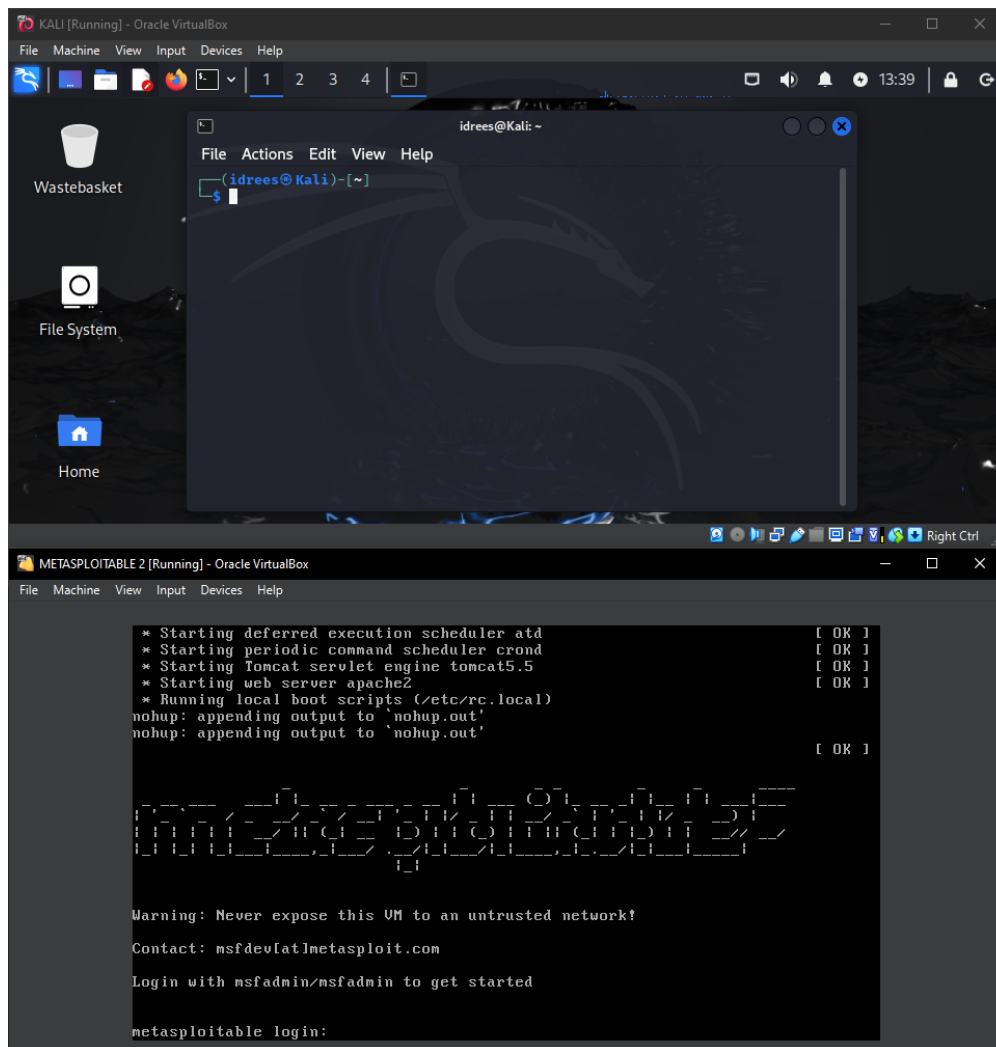 KALI [Running] - Oracle VirtualBox
File Machine View Input Devices Help
1 2 3 4 13:39
idrees@Kali: ~
File Actions Edit View Help
Wastebasket
(idrees㉿Kali)-[~]
$
File System
Home
Right Ctrl
METASPLOITABLE 2 [Running] - Oracle VirtualBox
File Machine View Input Devices Help
* Starting deferred execution scheduler atd [ OK ]
* Starting periodic command scheduler crond [ OK ]
* Starting Tomcat servlet engine tomcat5.5 [ OK ]
* Starting web server apache2 [ OK ]
* Running local boot scripts (/etc/rc.local)
nohup: appending output to `nohup.out'
nohup: appending output to `nohup.out'
[ OK ]
metasploitable2
Warning: Never expose this VM to an untrusted network!
Contact: msfdev[at]metasploit.com
Login with msfadmin/msfadmin to get started
metasploitable login: